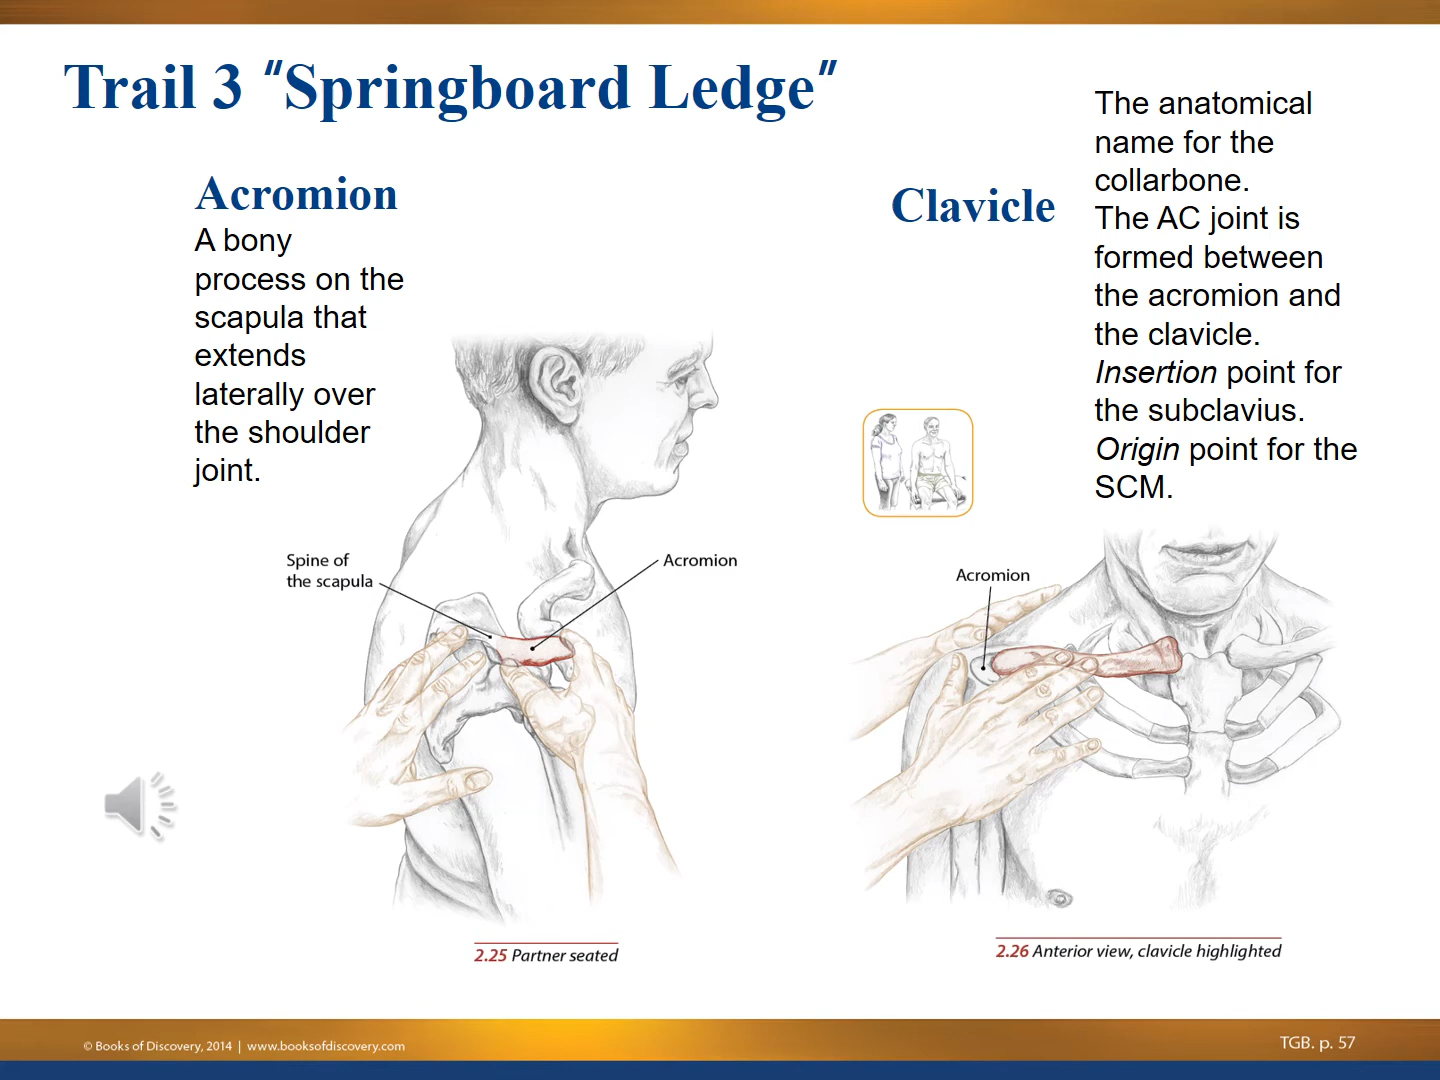 Trail 3 "Springboard Ledge"
Acromion
A bony
process on the
scapula that
extends
laterally over
the shoulder
joint.
Clavicle
The anatomical
name for the
collarbone.
The AC joint is
formed between
the acromion and
the clavicle.
Insertion point for
the subclavius.
Origin point for the
SCM.
Spine of
the scapula
Acromion
Acromion
2.25 Partner seated
2.26 Anterior view, clavicle highlighted
© Books of Discovery, 2014 | www.booksofdiscovery.com
TGB. p. 57